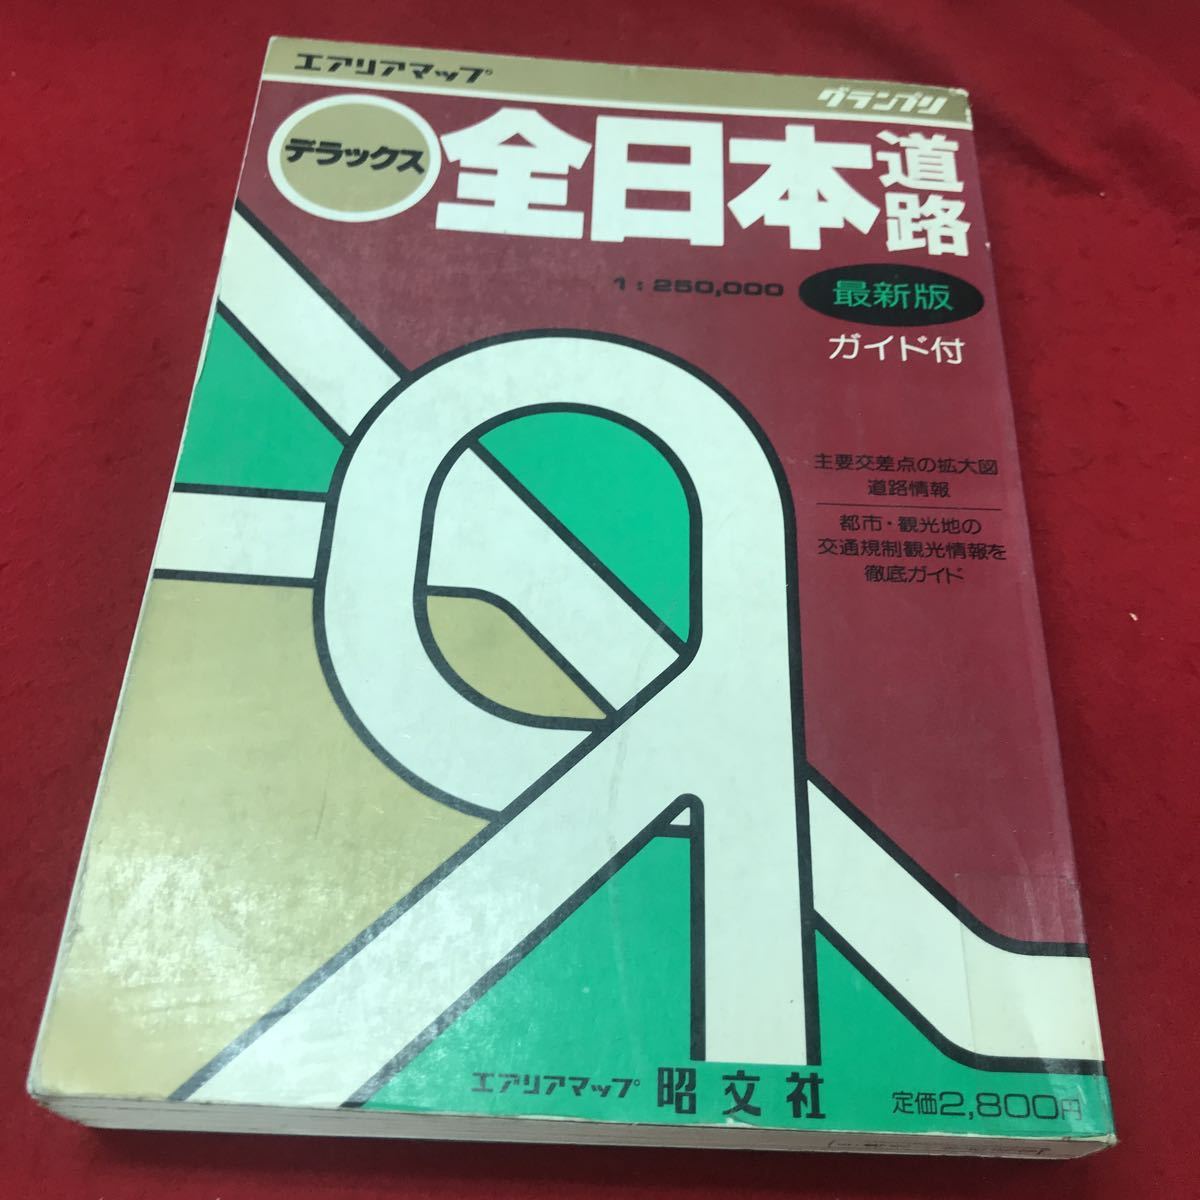 エアリアマップ
グランプリ
デラックス
全日本道路
1:250,000
最新版
ガイド付
主要交差点の拡大図
道路情報
都市・観光地の
交通規制観光情報を
徹底ガイド
エアリアマップ 昭文社
定価2,800円